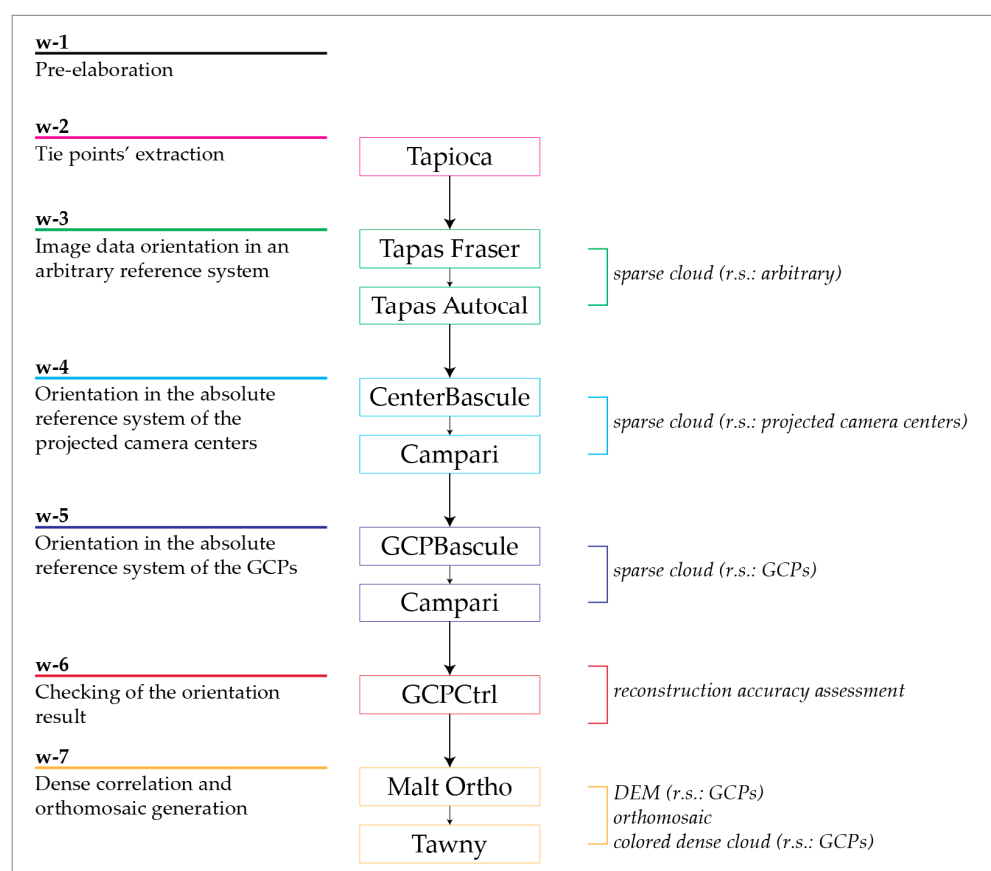 w-1
Pre-elaboration
w-2
Tie points’ extraction
Tapioca
w-3
Image data orientation in an
arbitrary reference system
Tapas Fraser
Tapas Autocal
sparse cloud (r.s.: arbitrary)
w-4
Orientation in the absolute
reference system of the
projected camera centers
CenterBascule
Campari
sparse cloud (r.s.: projected camera centers)
w-5
Orientation in the absolute
reference system of the GCPs
GCPBascule
Campari
sparse cloud (r.s.: GCPs)
w-6
Checking of the orientation
result
GCPCtrl
reconstruction accuracy assessment
w-7
Dense correlation and
orthomosaic generation
Malt Ortho
Tawny
DEM (r.s.: GCPs)
orthomosaic
colored dense cloud (r.s.: GCPs)